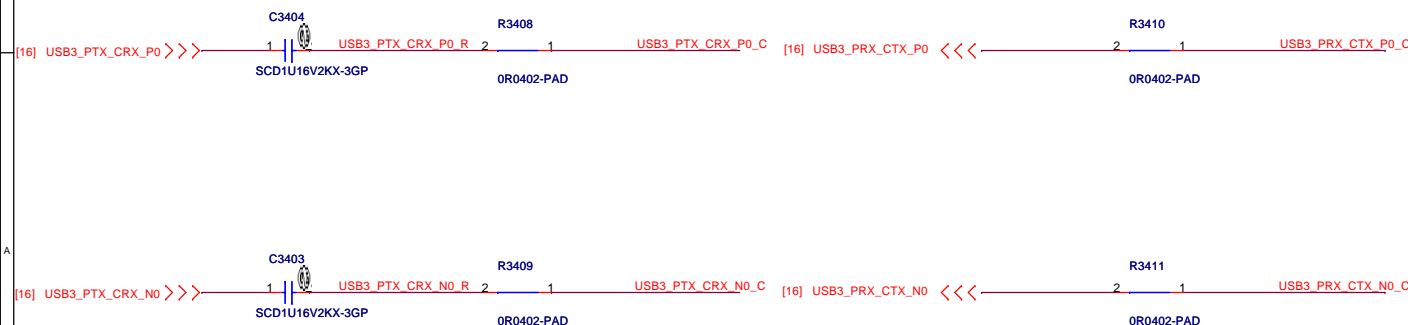 C3404
R3408
R3410
[16] USB3_PTX_CRX_P0 1 USB3_PTX_CRX_P0_R 2 1 USB3_PTX_CRX_P0_C [16] USB3_PRX_CTX_P0 2 1 USB3_PRX_CTX_P0_C
SCD1U16V2KX-3GP
0R0402-PAD
0R0402-PAD
A
C3403
R3409
R3411
[16] USB3_PTX_CRX_N0 1 USB3_PTX_CRX_N0_R 2 1 USB3_PTX_CRX_N0_C [16] USB3_PRX_CTX_N0 2 1 USB3_PRX_CTX_N0_C
SCD1U16V2KX-3GP
0R0402-PAD
0R0402-PAD